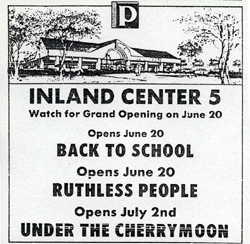 D
INLAND CENTER 5
Watch for Grand Opening on June 20
Opens June 20
BACK TO SCHOOL
Opens June 20
RUTHLESS PEOPLE
Opens July 2nd
UNDER THE CHERRYMOON